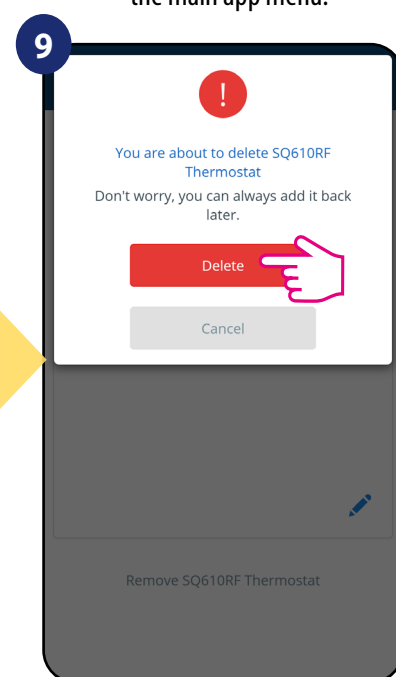 the main app menu.
9
!
You are about to delete SQ610RF
Thermostat
Don't worry, you can always add it back
later.
Delete
Cancel
Remove SQ610RF Thermostat